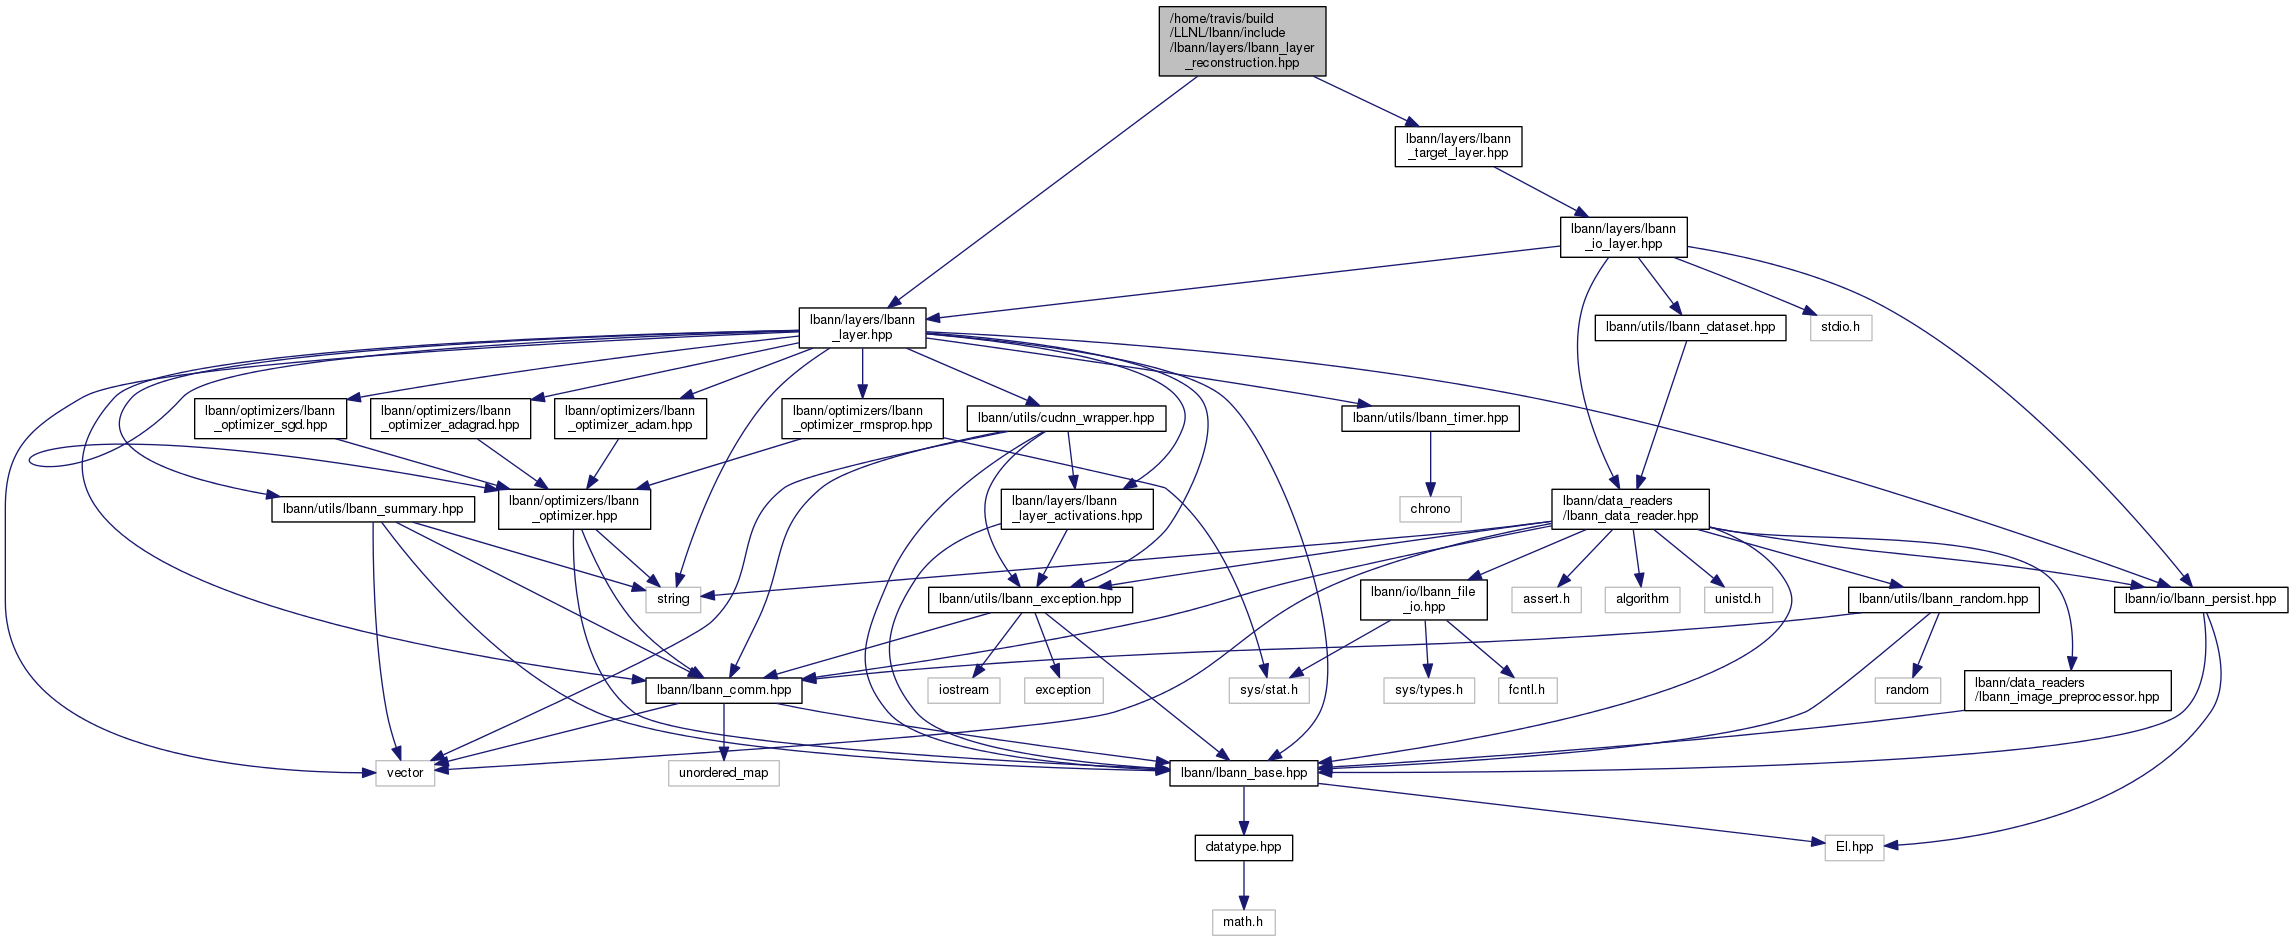 /home/travis/build
/LLNL/lbann/include
/lbann/layers/lbann_layer
_reconstruction.hpp
lbann/layers/lbann
_target_layer.hpp
lbann/layers/lbann
_io_layer.hpp
lbann/layers/lbann
_layer.hpp
lbann/utils/lbann_dataset.hpp
stdio.h
lbann/optimizers/lbann
_optimizer_sgd.hpp
lbann/optimizers/lbann
_optimizer_adagrad.hpp
lbann/optimizers/lbann
_optimizer_adam.hpp
lbann/optimizers/lbann
_optimizer_rmsprop.hpp
lbann/utils/cudnn_wrapper.hpp
lbann/utils/lbann_timer.hpp
lbann/utils/lbann_summary.hpp
lbann/optimizers/lbann
_optimizer.hpp
lbann/layers/lbann
_layer_activations.hpp
chrono
lbann/data_readers
/lbann_data_reader.hpp
string
lbann/utils/lbann_exception.hpp
lbann/io/lbann_file
_io.hpp
assert.h
algorithm
unistd.h
lbann/utils/lbann_random.hpp
lbann/io/lbann_persist.hpp
lbann/lbann_comm.hpp
iostream
exception
sys/stat.h
sys/types.h
fcntl.h
random
lbann/data_readers
/lbann_image_preprocessor.hpp
vector
unordered_map
lbann/lbann_base.hpp
datatype.hpp
El.hpp
math.h